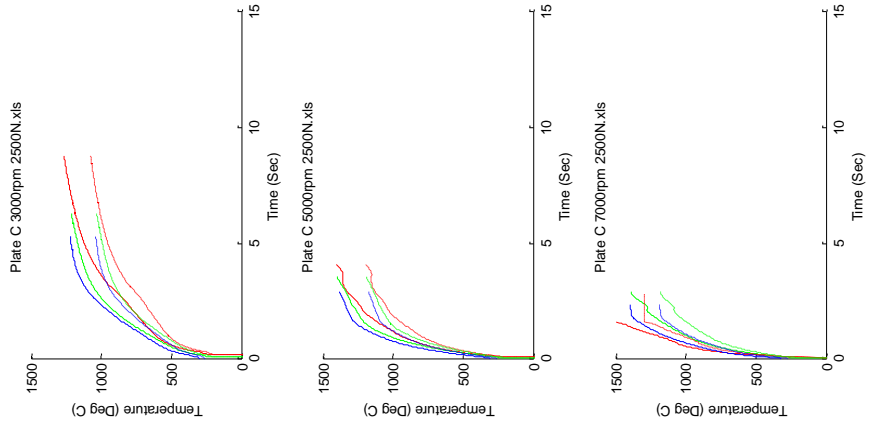 Plate C 3000rpm 2500N.xls
1500
1000
500
0
Temperature (Deg C)
0
5
10
15
Time (Sec)
Plate C 5000rpm 2500N.xls
1500
1000
500
0
Temperature (Deg C)
0
5
10
15
Time (Sec)
Plate C 7000rpm 2500N.xls
1500
1000
500
0
Temperature (Deg C)
0
5
10
15
Time (Sec)